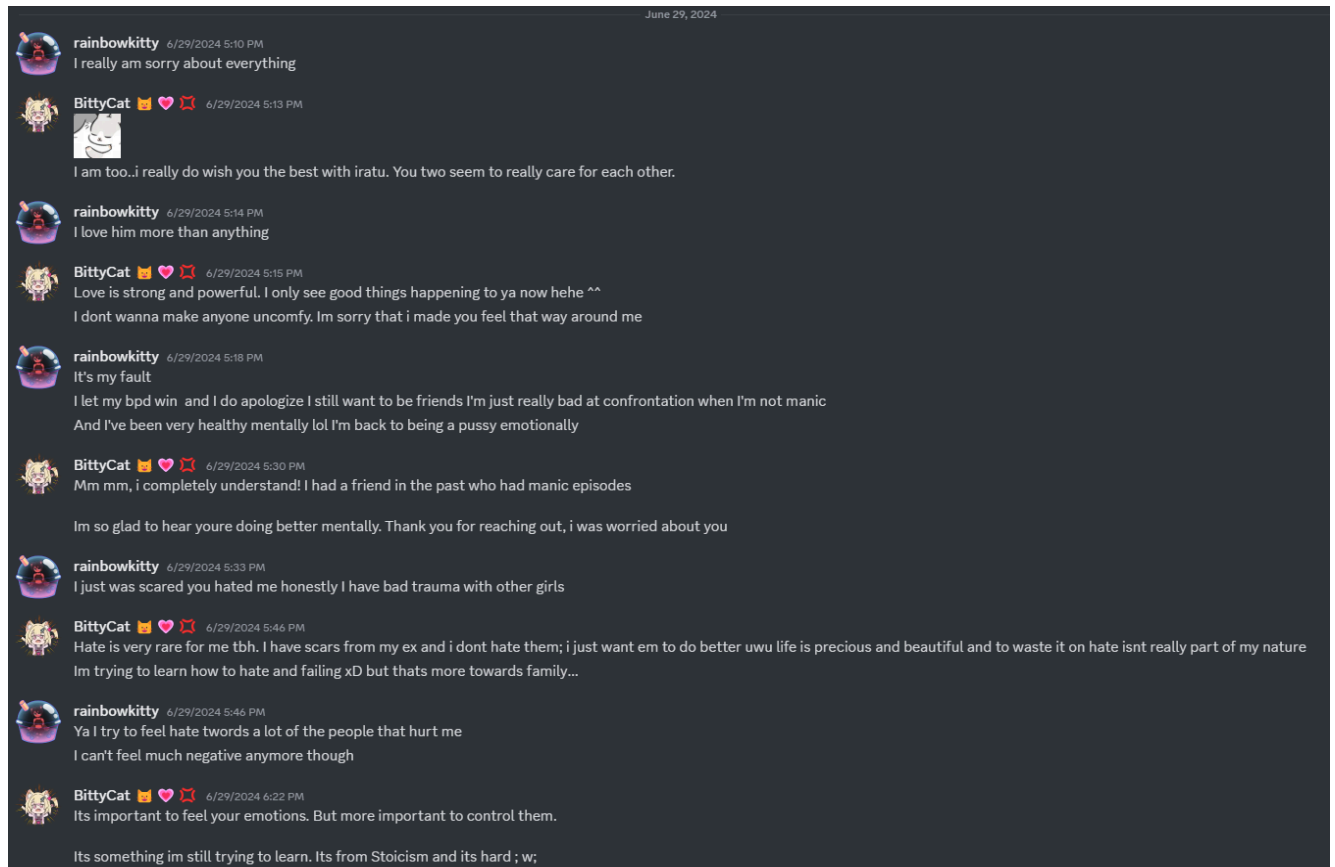 June 29, 2024
rainbowkitty 6/29/2024 5:10 PM
I really am sorry about everything
BittyCat 😼 💗 💢 6/29/2024 5:13 PM
I am too..i really do wish you the best with iratu. You two seem to really care for each other.
rainbowkitty 6/29/2024 5:14 PM
I love him more than anything
BittyCat 😼 💗 💢 6/29/2024 5:15 PM
Love is strong and powerful. I only see good things happening to ya now hehe ^^
I dont wanna make anyone uncomfy. Im sorry that i made you feel that way around me
rainbowkitty 6/29/2024 5:18 PM
It's my fault
I let my bpd win and I do apologize I still want to be friends I'm just really bad at confrontation when I'm not manic
And I've been very healthy mentally lol I'm back to being a pussy emotionally
BittyCat 😼 💗 💢 6/29/2024 5:30 PM
Mm mm, i completely understand! I had a friend in the past who had manic episodes
Im so glad to hear youre doing better mentally. Thank you for reaching out, i was worried about you
rainbowkitty 6/29/2024 5:33 PM
I just was scared you hated me honestly I have bad trauma with other girls
BittyCat 😼 💗 💢 6/29/2024 5:46 PM
Hate is very rare for me tbh. I have scars from my ex and i dont hate them; i just want em to do better uwu life is precious and beautiful and to waste it on hate isnt really part of my nature
Im trying to learn how to hate and failing xD but thats more towards family...
rainbowkitty 6/29/2024 5:46 PM
Ya I try to feel hate twords a lot of the people that hurt me
I can't feel much negative anymore though
BittyCat 😼 💗 💢 6/29/2024 6:22 PM
Its important to feel your emotions. But more important to control them.
Its something im still trying to learn. Its from Stoicism and its hard ; w;